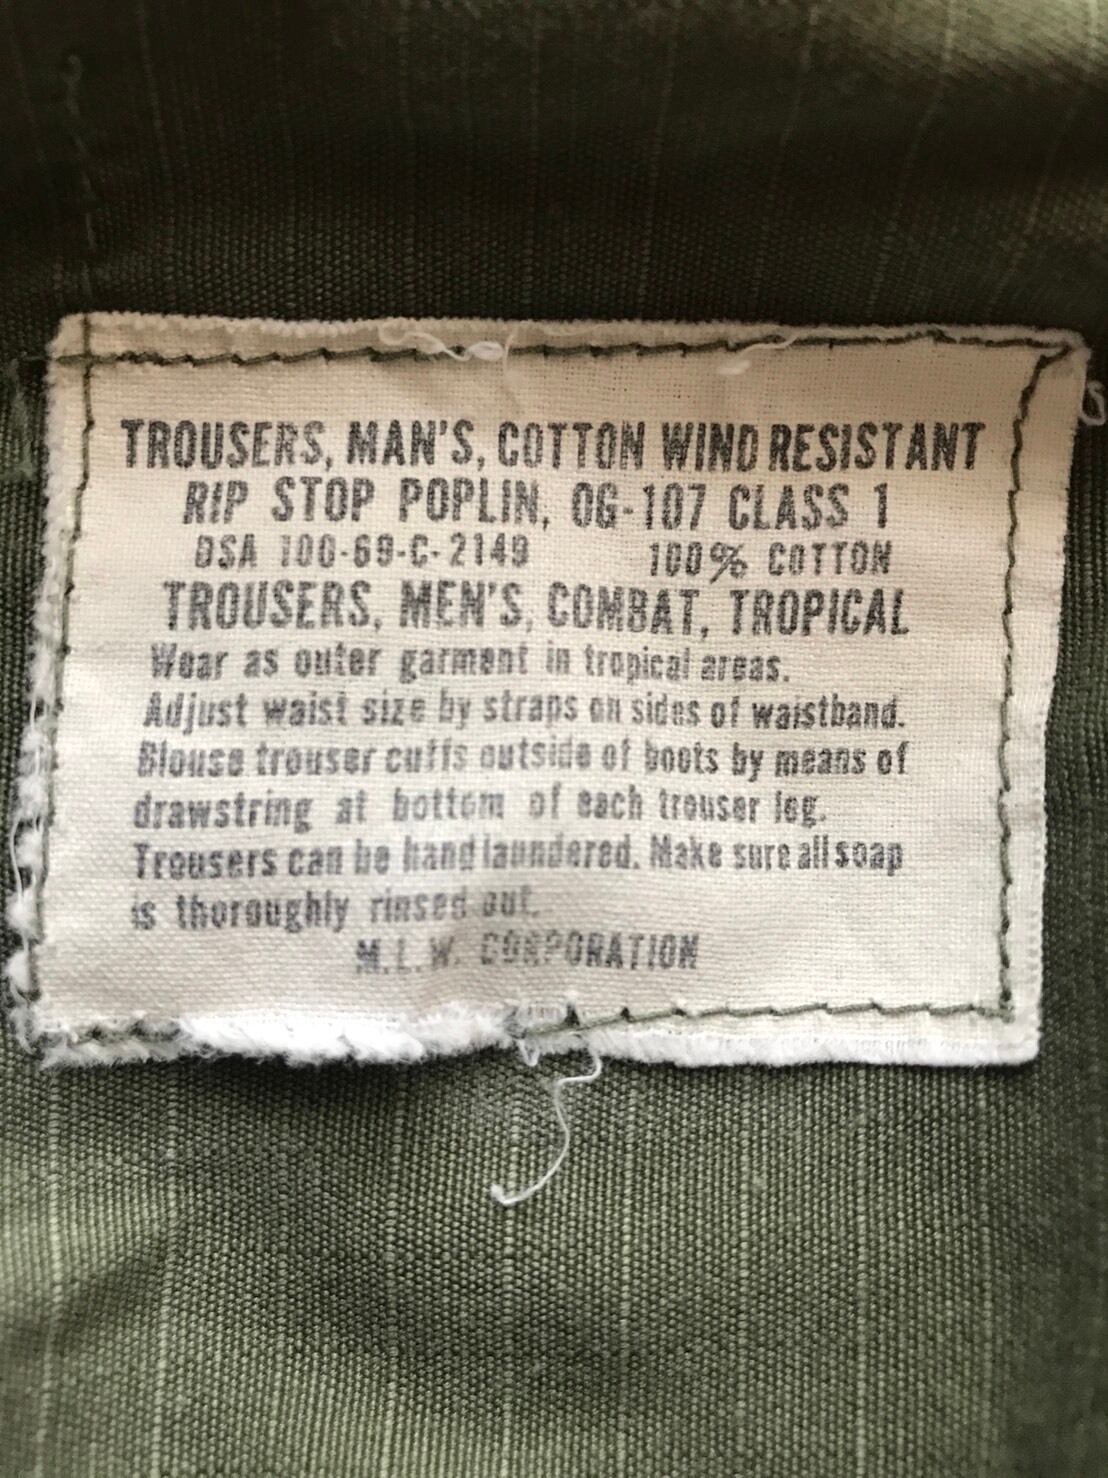 TROUSERS, MAN'S, COTTON WIND RESISTANT
RIP STOP POPLIN, OG-107 CLASS 1
DSA 100-69-C-2149 100% COTTON
TROUSERS, MEN'S, COMBAT, TROPICAL
Wear as outer garment in tropical areas.
Adjust waist size by straps on sides of waistband.
Blouse trouser cuffs outside of boots by means of
drawstring at bottom of each trouser leg.
Trousers can be hand laundered. Make sure all soap
is thoroughly rinsed out.
M.L.W. CORPORATION